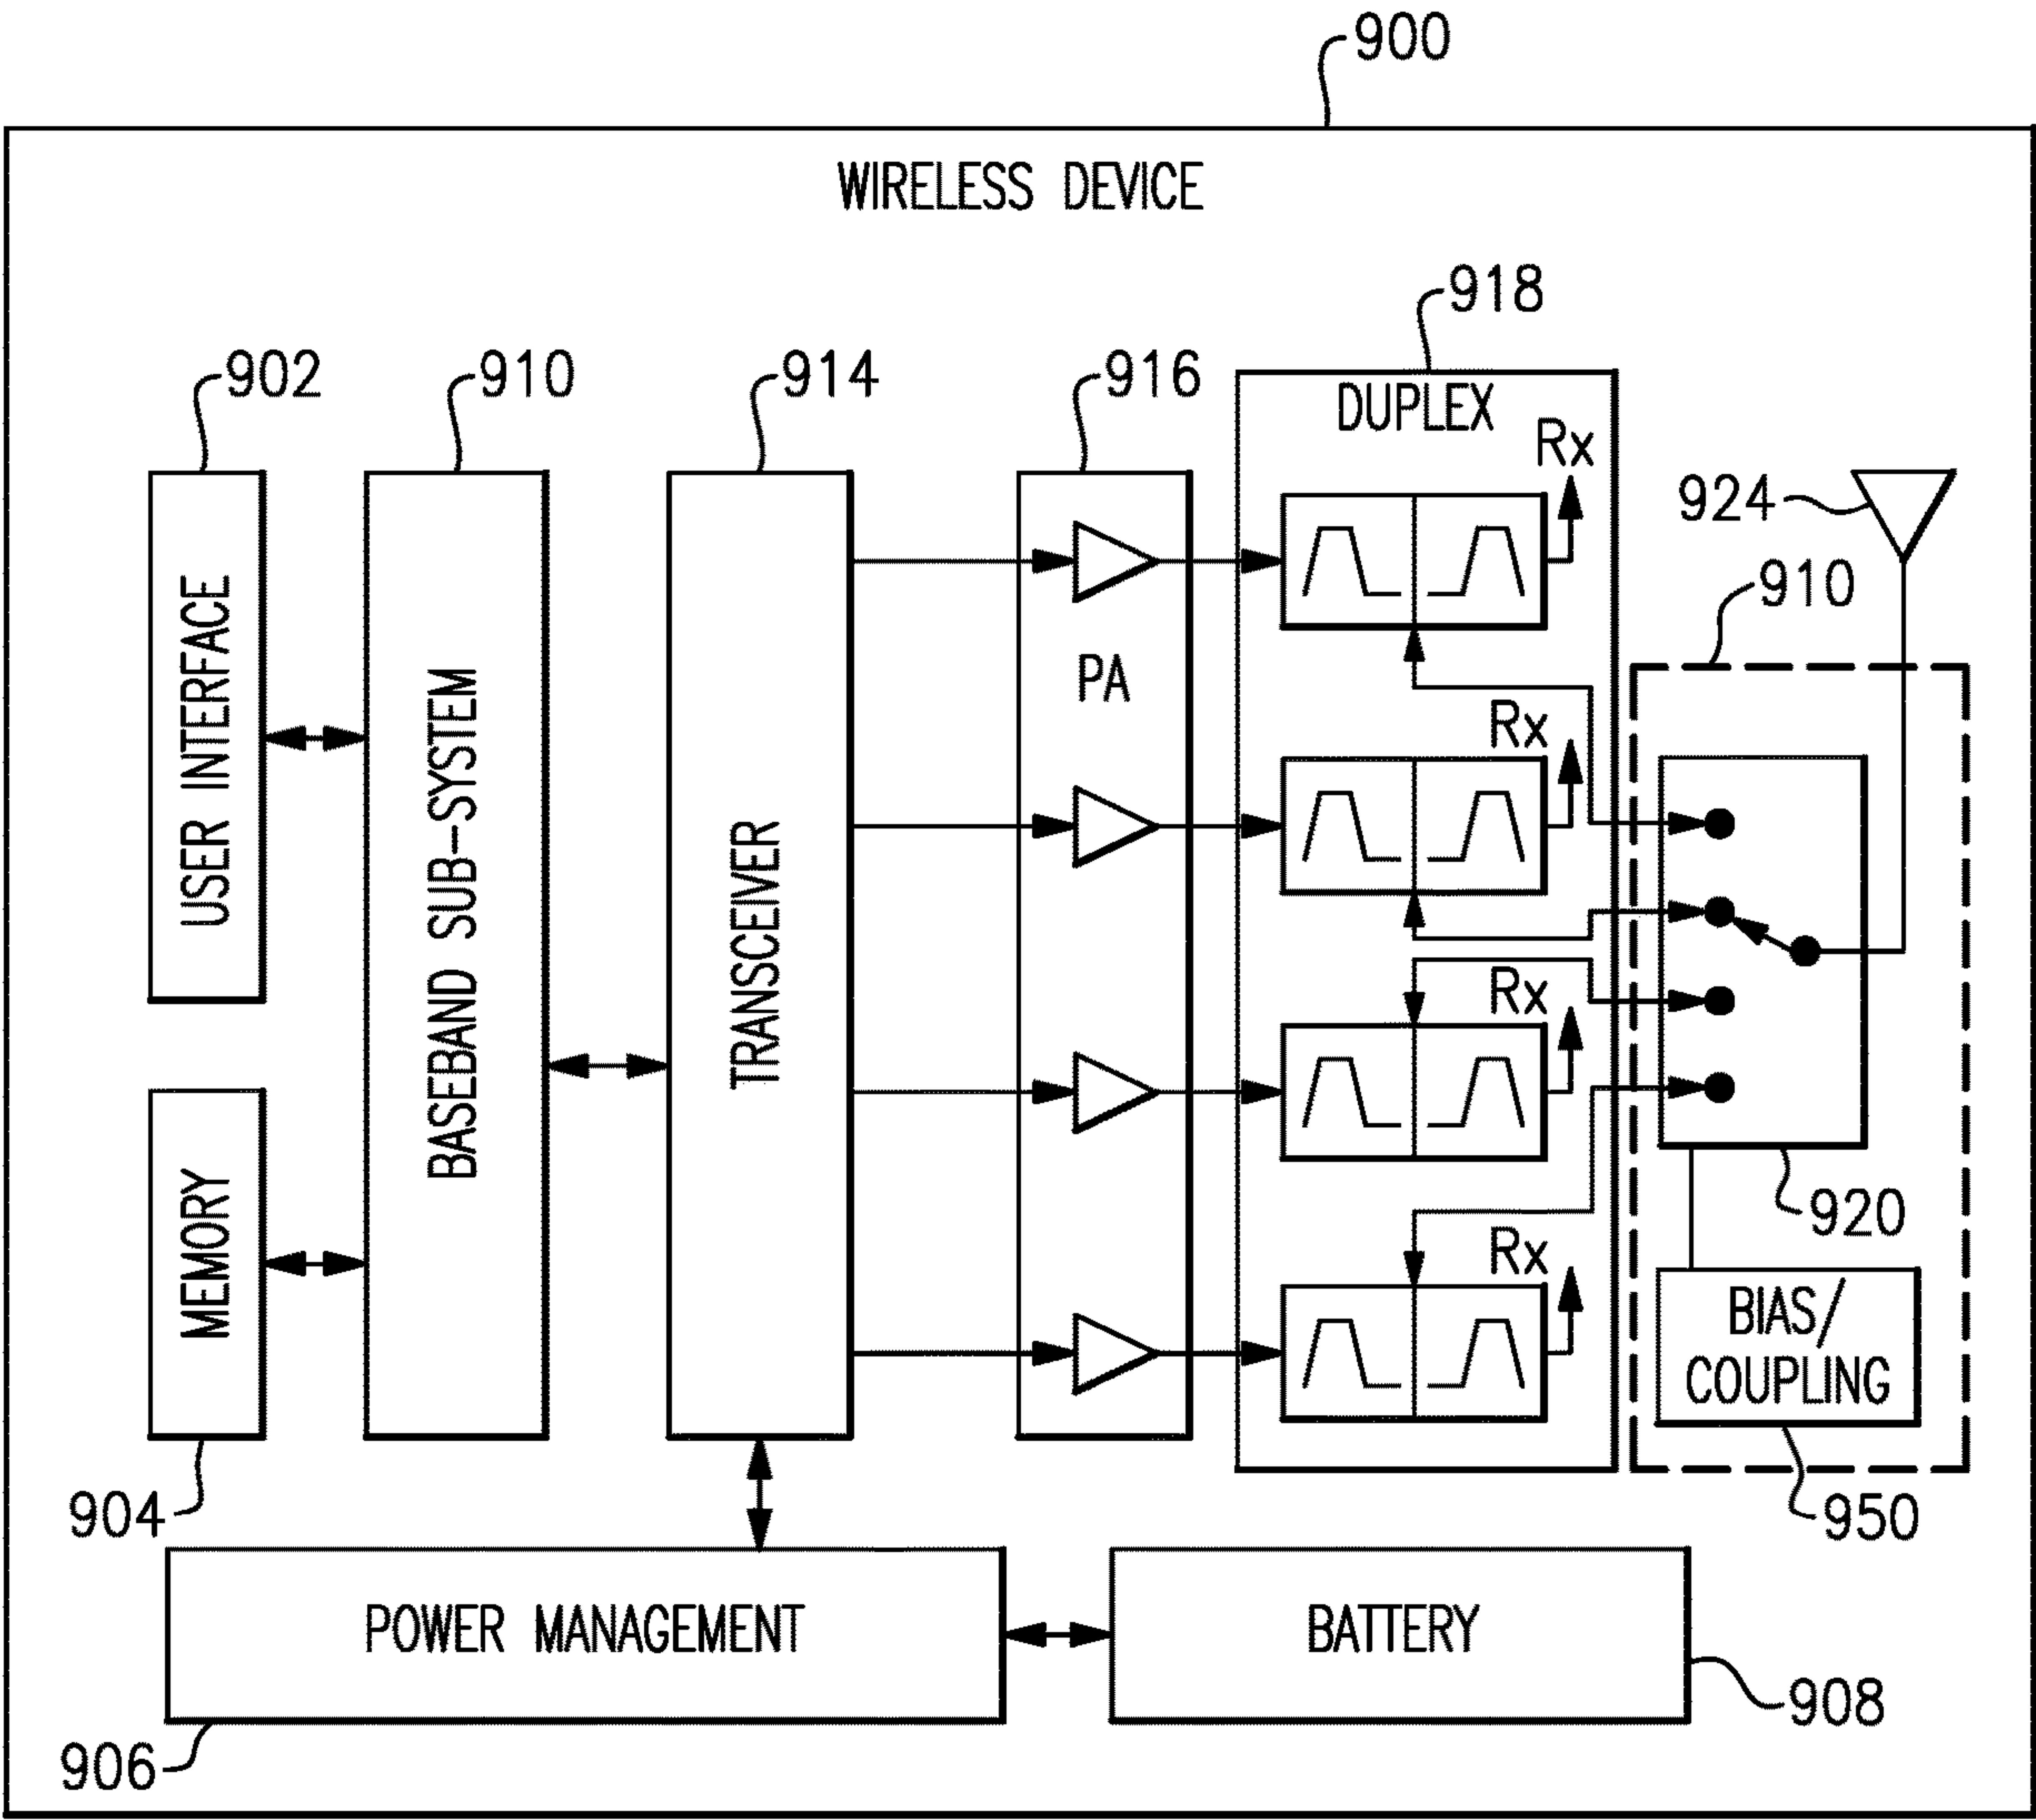 900
WIRELESS DEVICE
918
902
910
914
916
DUPLEX
Rx
924
910
USER INTERFACE
BASEBAND SUB-SYSTEM
TRANSCEIVER
PA
Rx
Rx
MEMORY
920
Rx
BIAS/
COUPLING
904
950
POWER MANAGEMENT
BATTERY
908
906